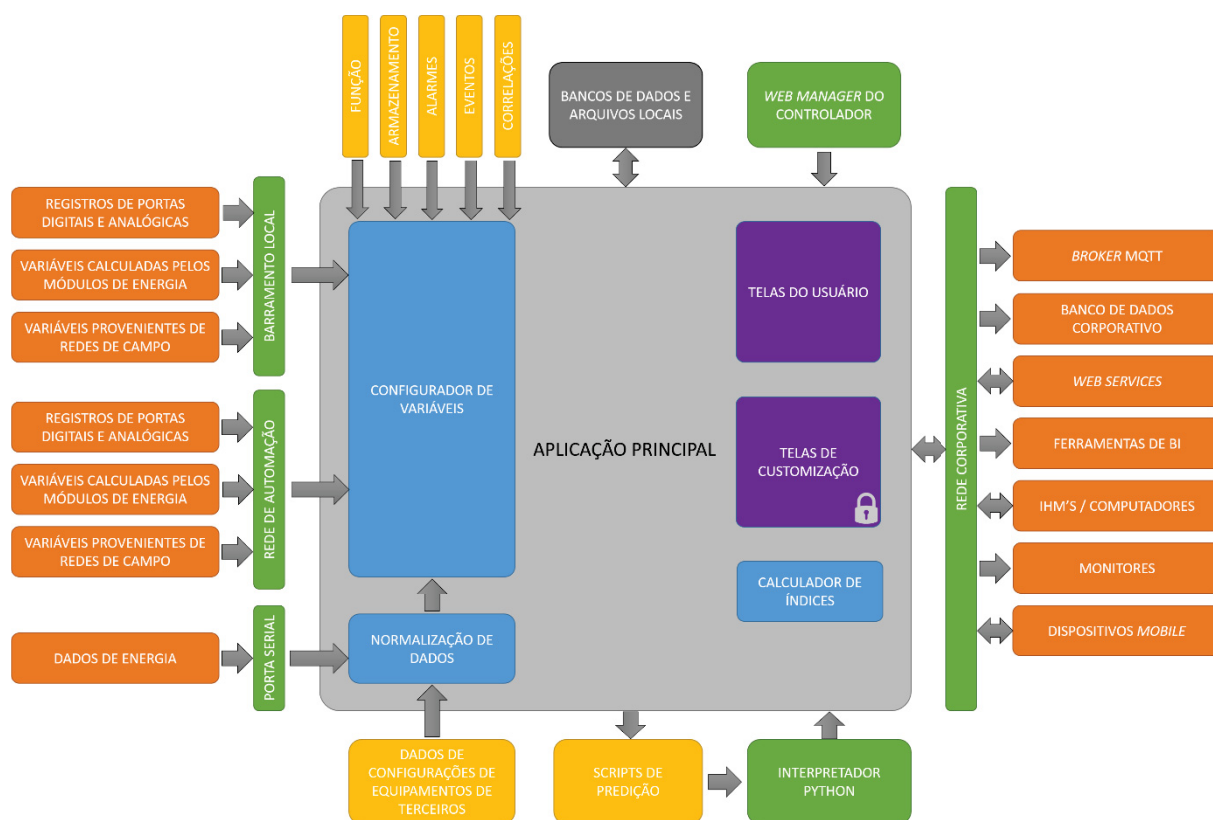 FUNÇÃO
ARMAZENAMENTO
ALARMES
EVENTOS
CORRELAÇÕES
BANCOS DE DADOS E
ARQUIVOS LOCAIS
WEB MANAGER DO
CONTROLADOR
REGISTROS DE PORTAS
DIGITAIS E ANALÓGICAS
VARIÁVEIS CALCULADAS PELOS
MÓDULOS DE ENERGIA
VARIÁVEIS PROVENIENTES DE
REDES DE CAMPO
BARRAMENTO LOCAL
REGISTROS DE PORTAS
DIGITAIS E ANALÓGICAS
VARIÁVEIS CALCULADAS PELOS
MÓDULOS DE ENERGIA
VARIÁVEIS PROVENIENTES DE
REDES DE CAMPO
REDE DE AUTOMAÇÃO
DADOS DE ENERGIA
PORTA SERIAL
CONFIGURADOR DE
VARIÁVEIS
NORMALIZAÇÃO DE
DADOS
APLICAÇÃO PRINCIPAL
TELAS DO USUÁRIO
TELAS DE
CUSTOMIZAÇÃO
CALCULADOR DE
ÍNDICES
REDE CORPORATIVA
BROKER MQTT
BANCO DE DADOS
CORPORATIVO
WEB SERVICES
FERRAMENTAS DE BI
IHM'S / COMPUTADORES
MONITORES
DISPOSITIVOS MOBILE
DADOS DE
CONFIGURAÇÕES DE
EQUIPAMENTOS DE
TERCEIROS
SCRIPTS DE
PREDIÇÃO
INTERPRETADOR
PYTHON